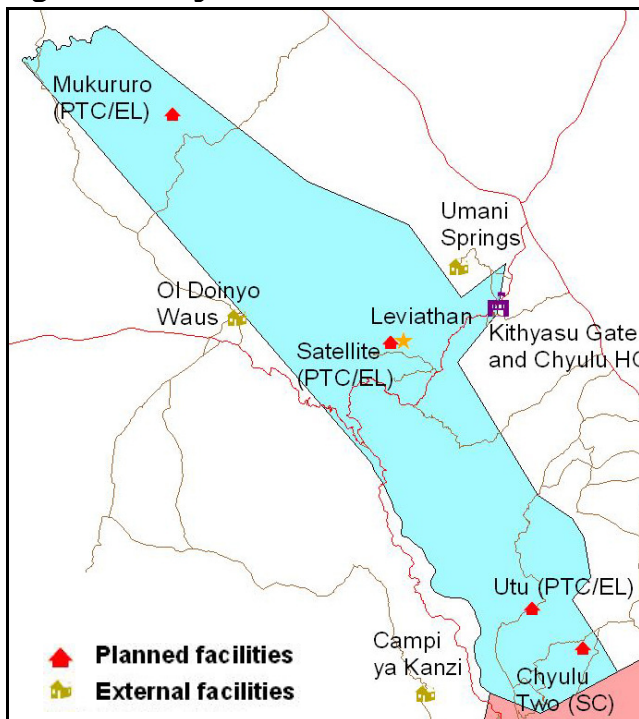 Mukururo
(PTC/EL)
Umani
Springs
Ol Doinyo
Waus
Leviathan
Kithyasu Gate
and Chyulu HQ
Satellite
(PTC/EL)
Utu (PTC/EL)
Campi
ya Kanzi
Chyulu
Two (SC)
Planned facilities
External facilities